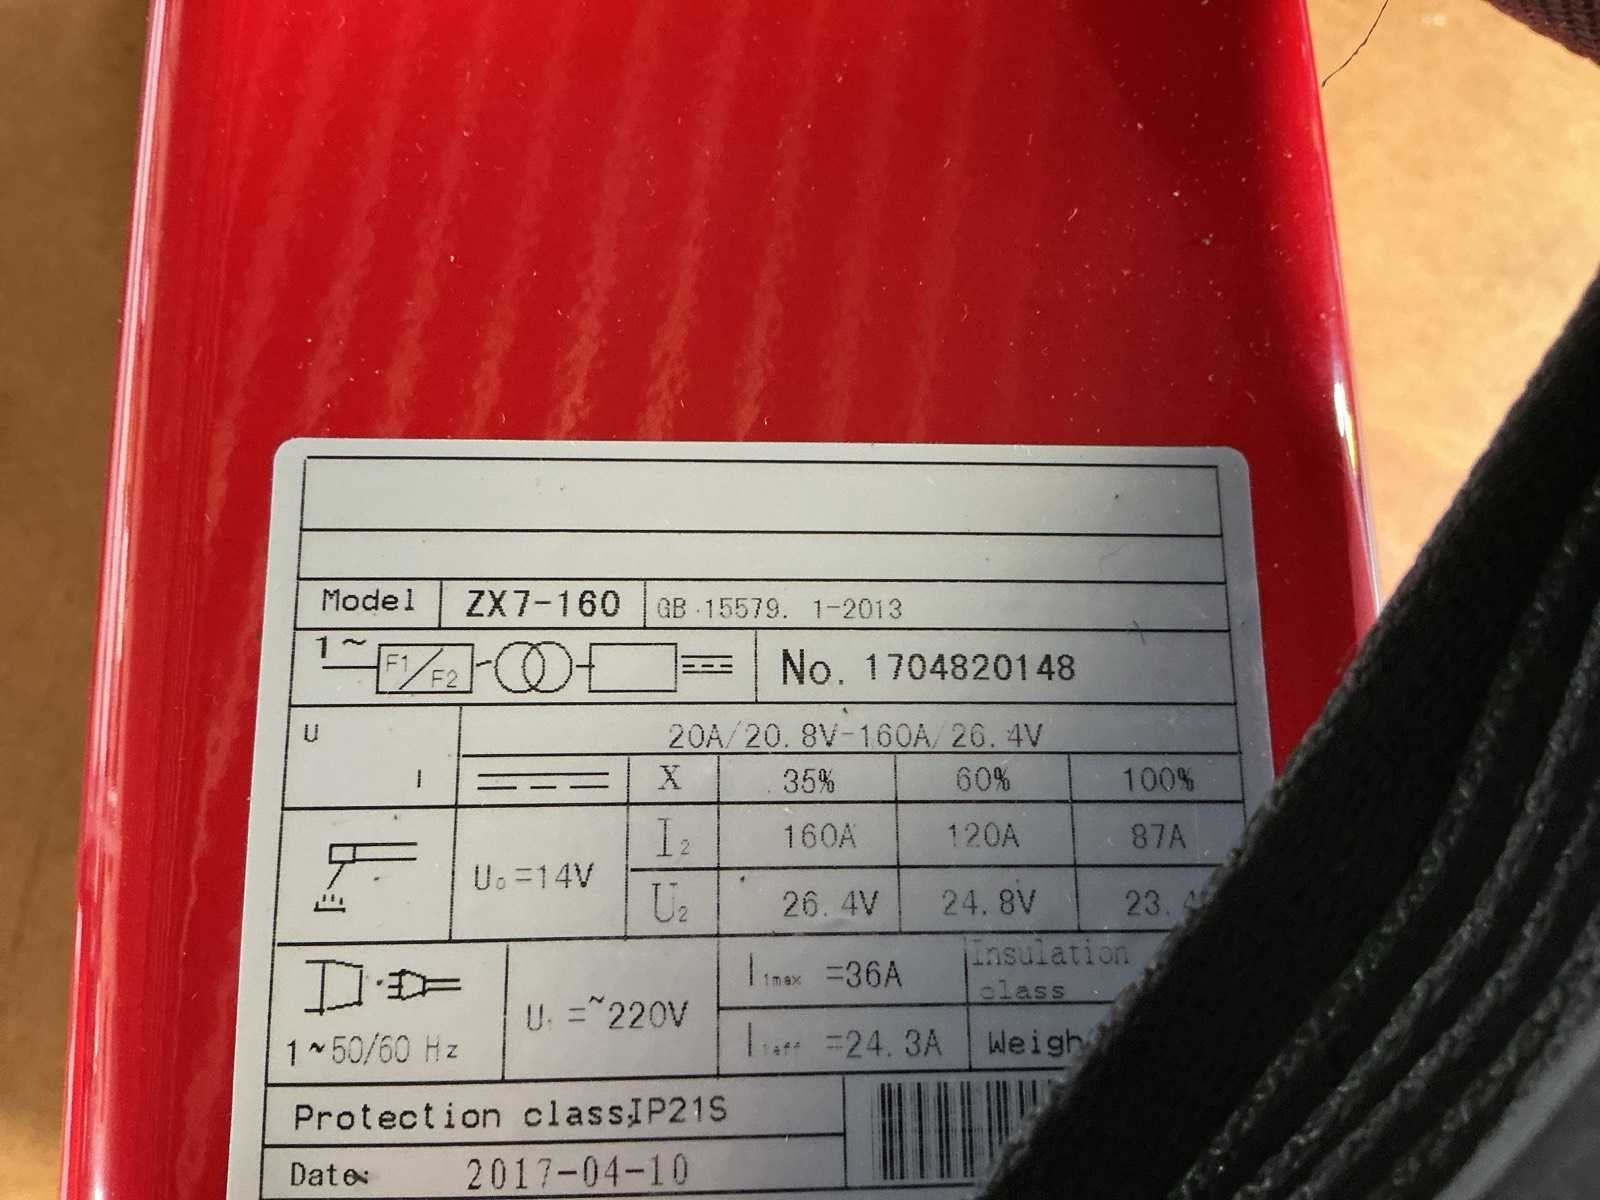 Model ZX7-160 GB 15579. 1-2013
1~ F1/F2 No. 1704820148
U 20A/20. 8V-160A/26. 4V
I X 35% 60% 100%
I2 160A 120A 87A
U0=14V
U2 26. 4V 24. 8V 23.
I1max =36A Insulation class
U1 =~220V
1~50/60 Hz I1eff =24. 3A
Protection class:IP21S
Date: 2017-04-10